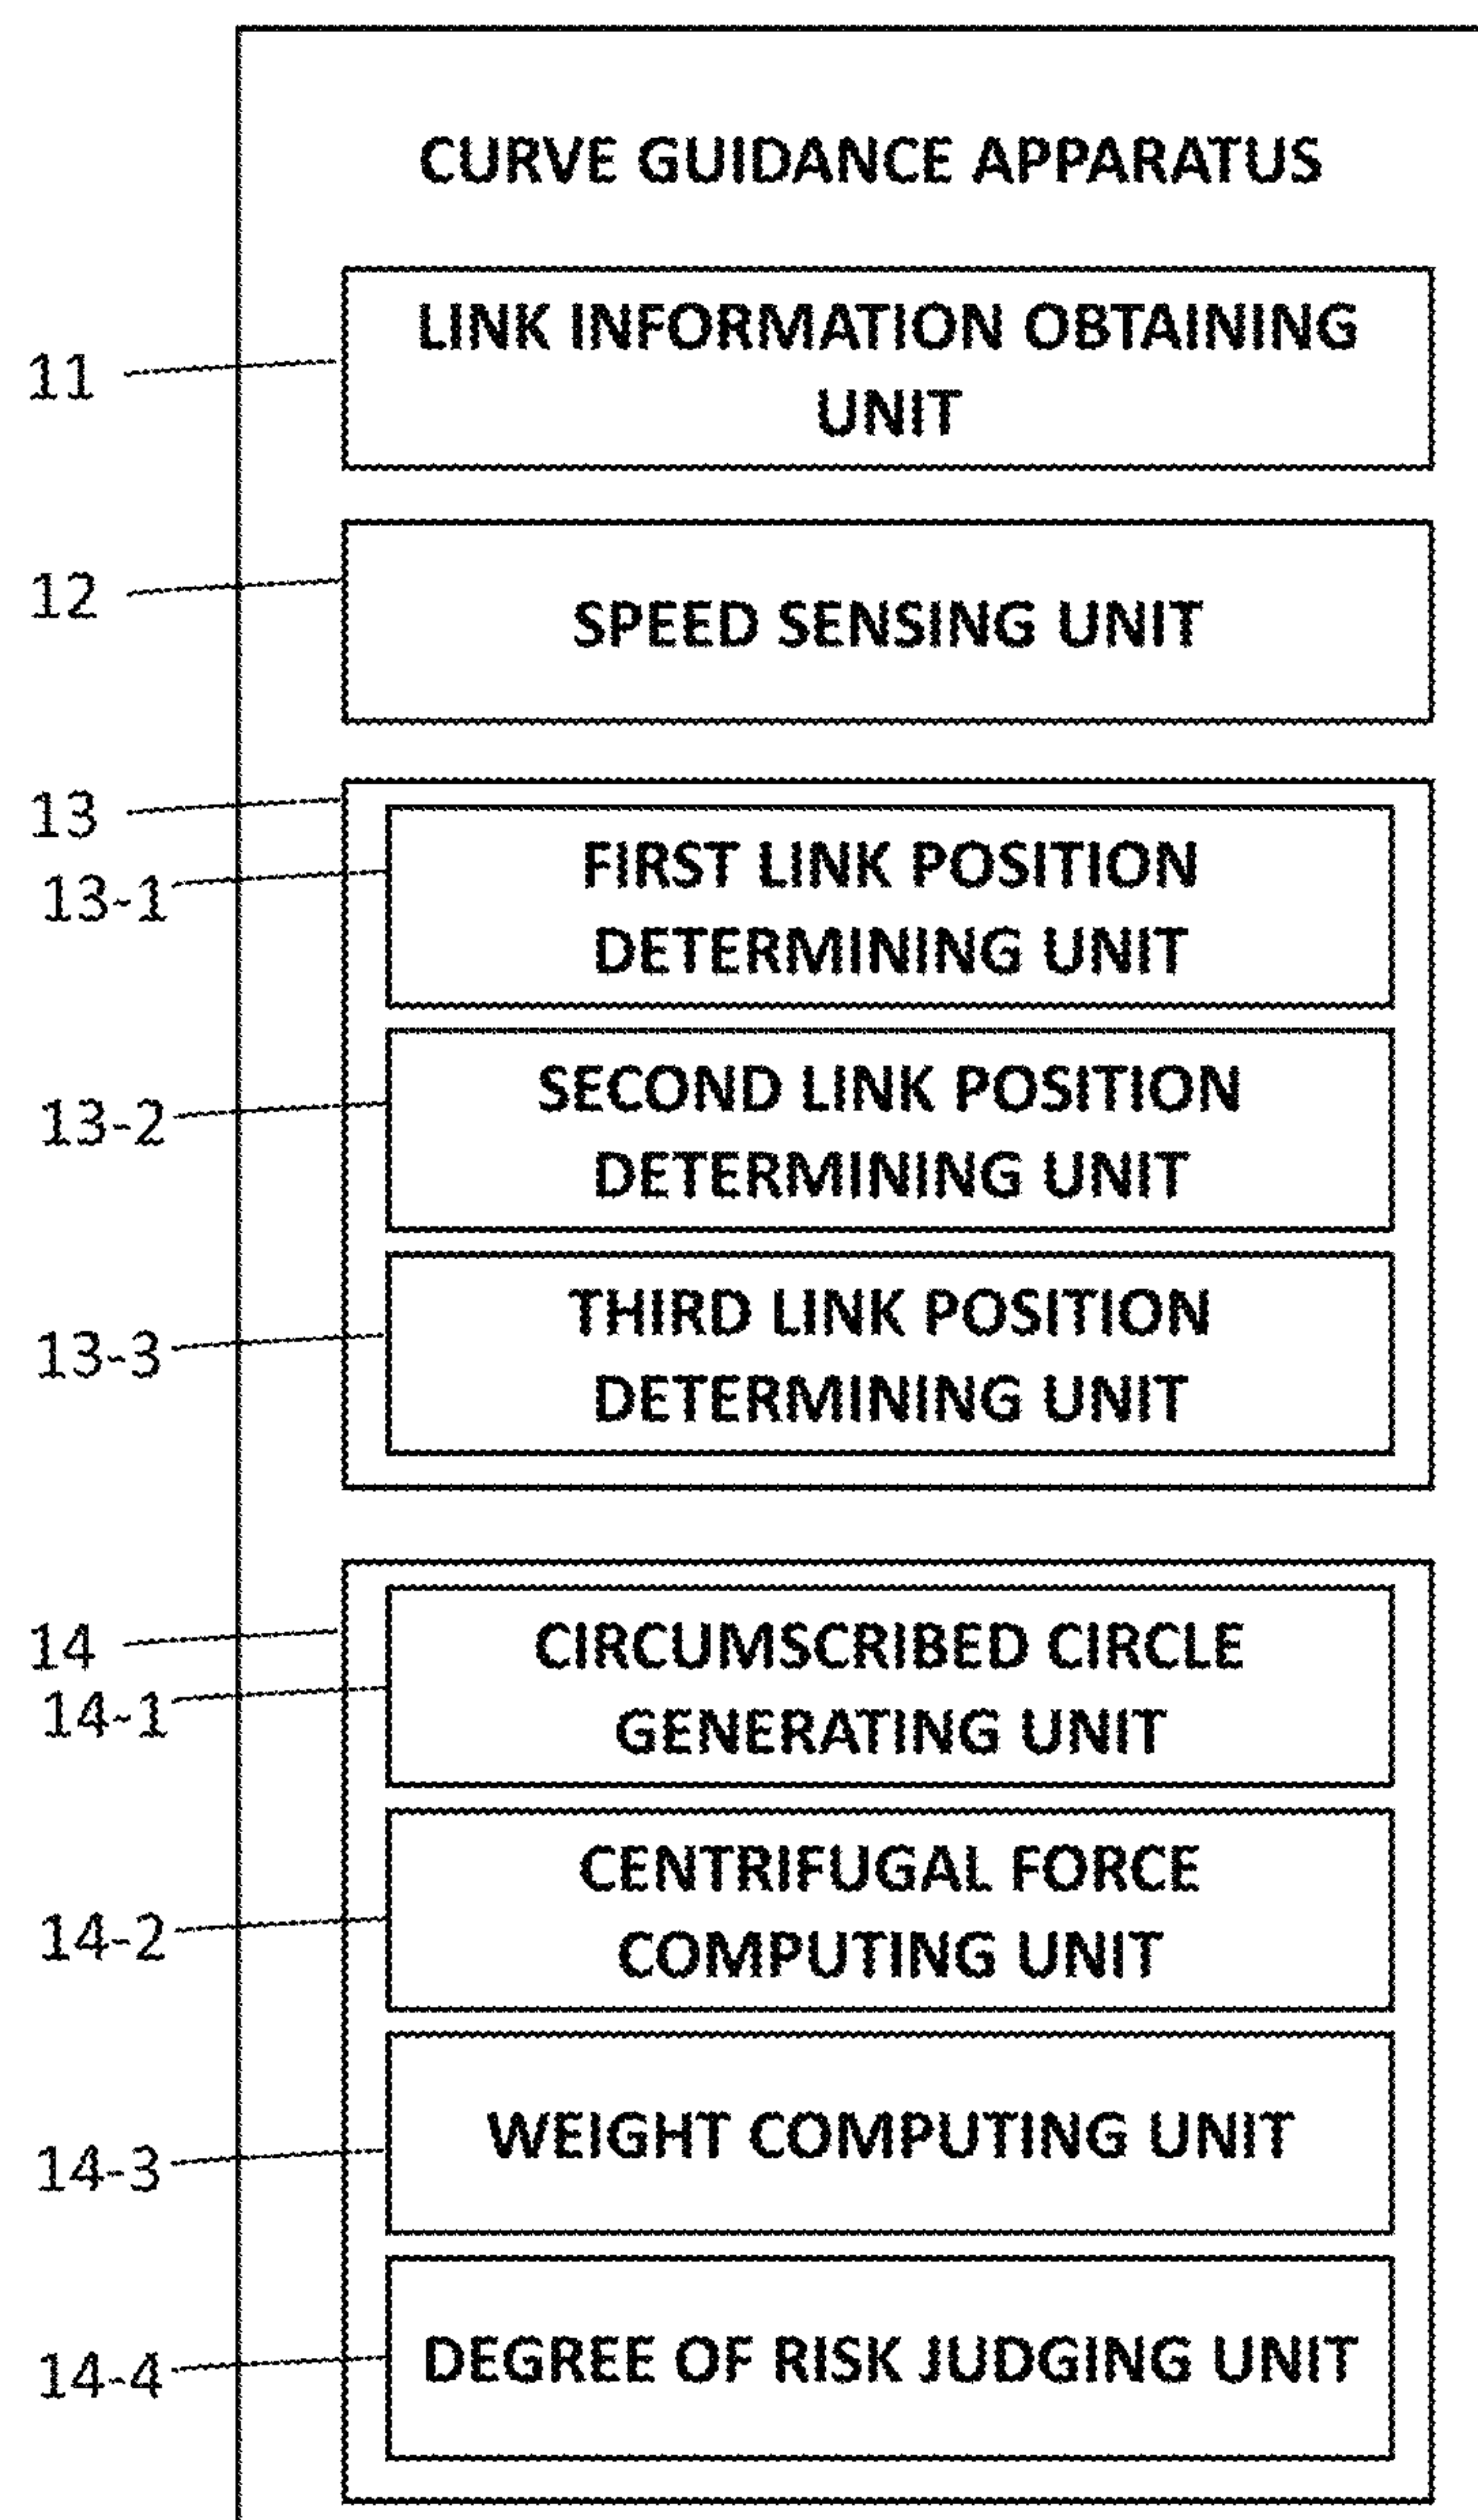 CURVE GUIDANCE APPARATUS
11
LINK INFORMATION OBTAINING
UNIT
12
SPEED SENSING UNIT
13
13-1
FIRST LINK POSITION
DETERMINING UNIT
13-2
SECOND LINK POSITION
DETERMINING UNIT
13-3
THIRD LINK POSITION
DETERMINING UNIT
14
14-1
CIRCUMSCRIBED CIRCLE
GENERATING UNIT
14-2
CENTRIFUGAL FORCE
COMPUTING UNIT
14-3
WEIGHT COMPUTING UNIT
14-4
DEGREE OF RISK JUDGING UNIT